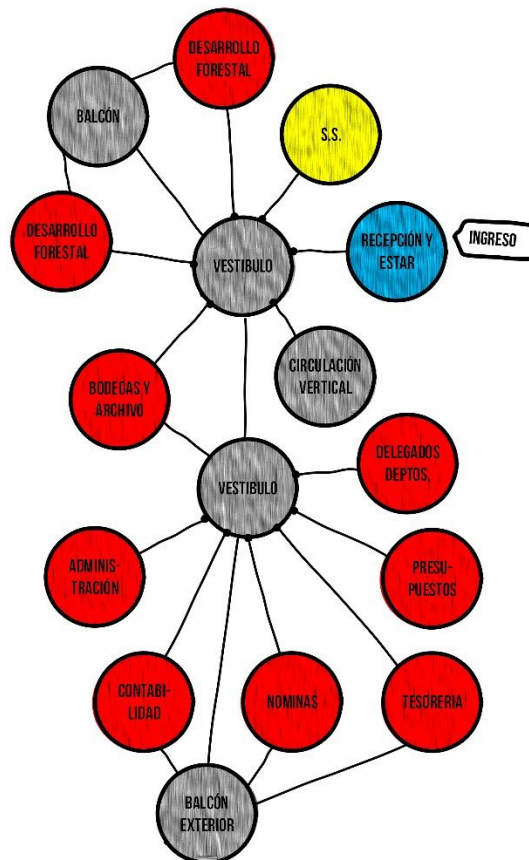 DESARROLLO
FORESTAL
BALCÓN
S.S.
DESARROLLO
FORESTAL
VESTIBULO
RECEPCIÓN Y
ESTAR
INGRESO
CIRCULACIÓN
VERTICAL
BODEGAS Y
ARCHIVO
DELEGADOS
DEPTOS,
VESTIBULO
ADMINIS-
TRACIÓN
PRESU-
PUESTOS
CONTABI-
LIDAD
NOMINAS
TESORERIA
BALCÓN
EXTERIOR